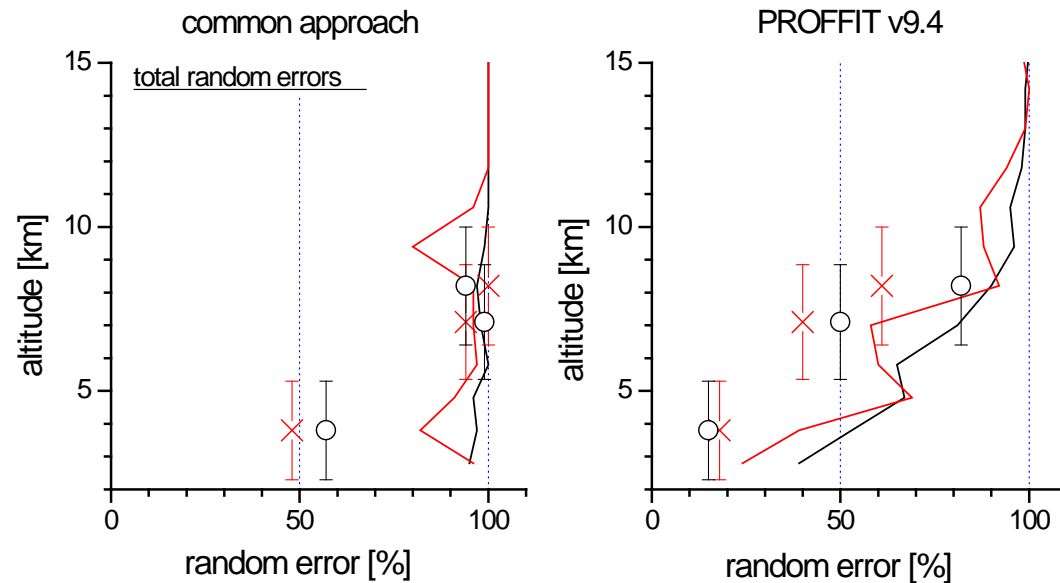 common approach
PROFFIT v9.4
total random errors
15
10
5
altitude [km]
0
50
100
random error [%]
15
10
5
altitude [km]
0
50
100
random error [%]